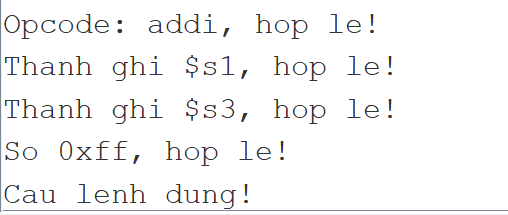 Opcode: addi, hop le!
Thanh ghi $s1, hop le!
Thanh ghi $s3, hop le!
So 0xff, hop le!
Cau lenh dung!